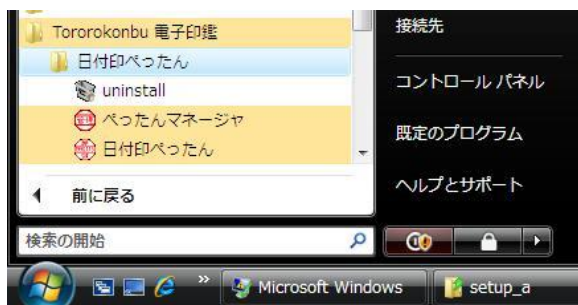 Tororokonbu 電子印鑑
日付印ぺったん
uninstall
ぺったんマネージャ
日付印ぺったん
前に戻る
検索の開始
接続先
コントロール パネル
既定のプログラム
ヘルプとサポート
Microsoft Windows
setup_a